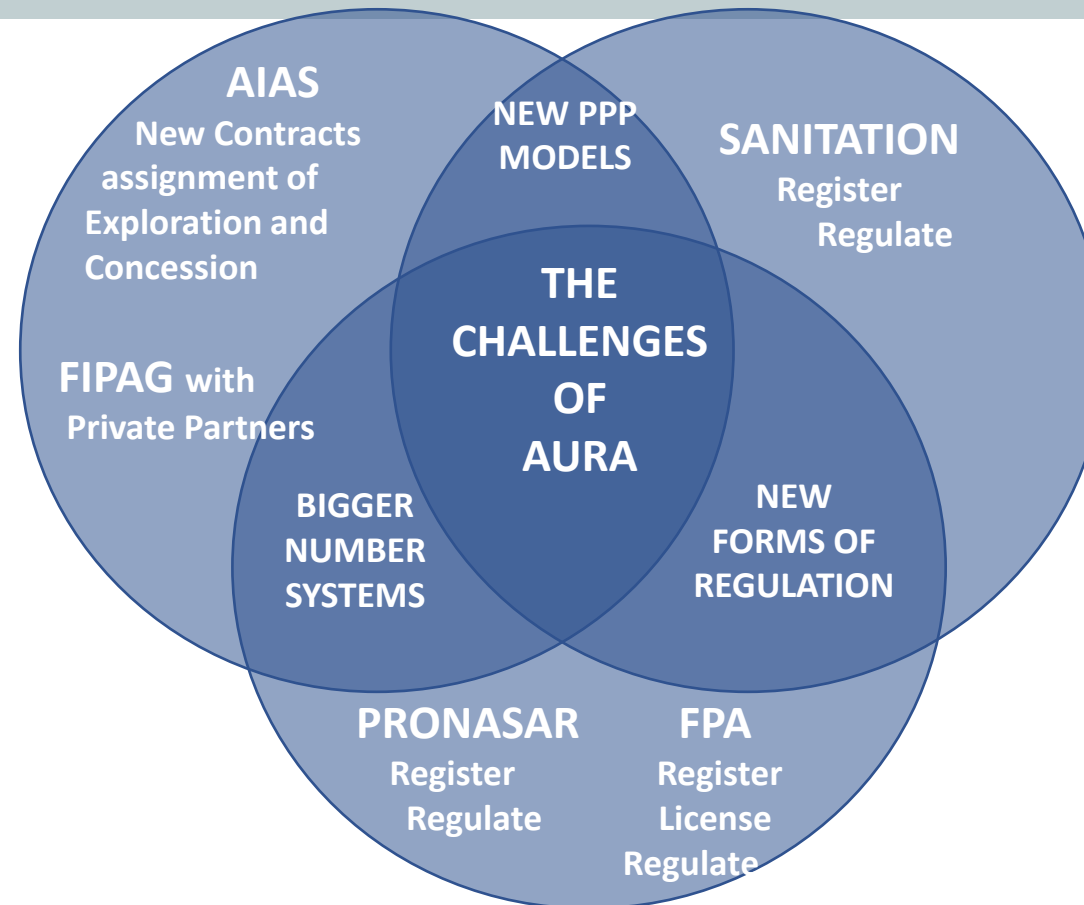 AIAS
New Contracts
assignment of
Exploration and
Concession
FIPAG with
Private Partners
NEW PPP
MODELS
SANITATION
Register
Regulate
THE
CHALLENGES
OF
AURA
BIGGER
NUMBER
SYSTEMS
NEW
FORMS OF
REGULATION
PRONASAR
Register
Regulate
FPA
Register
License
Regulate